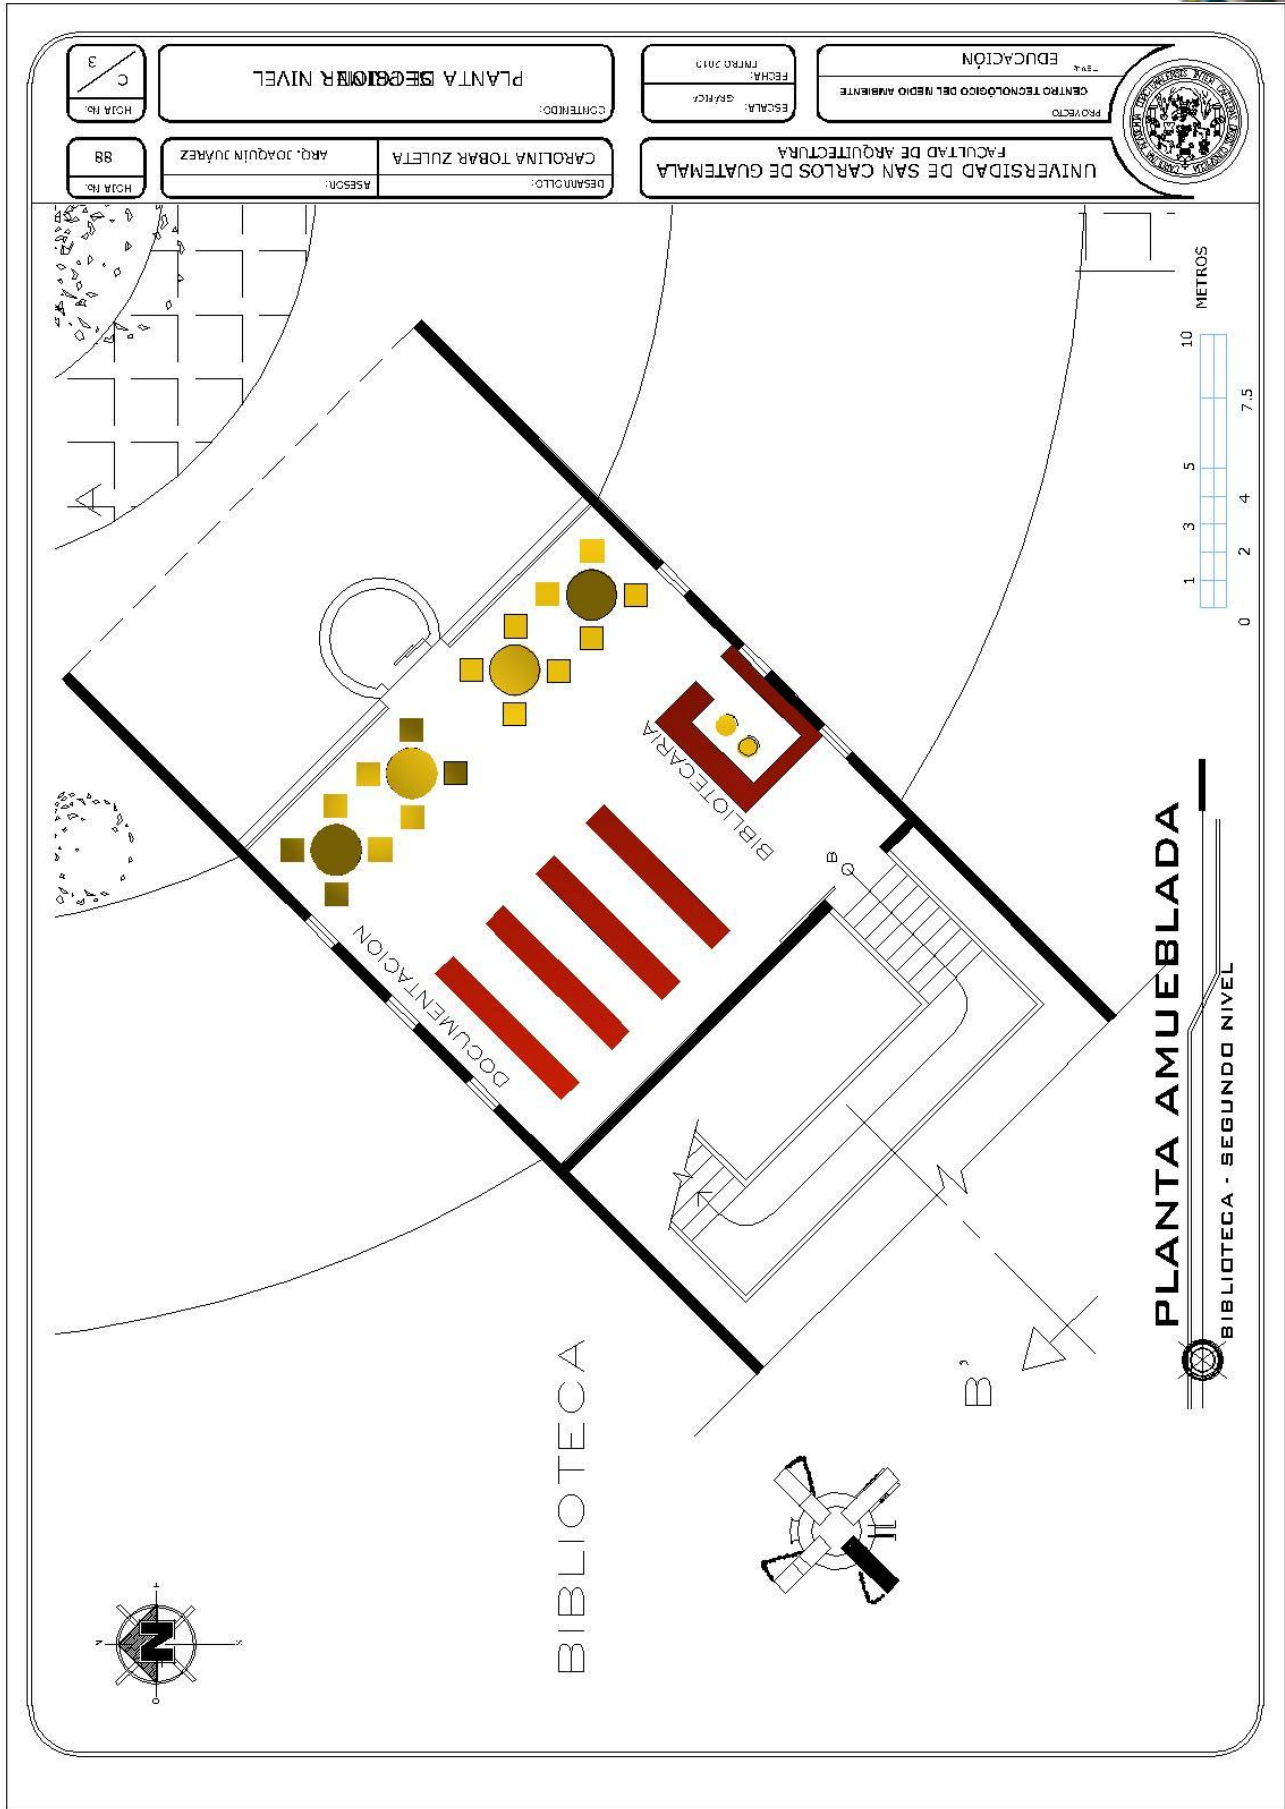 UNIVERSIDAD DE SAN CARLOS DE GUATEMALA
FACULTAD DE ARQUITECTURA
PROYECTO
CENTRO TECNOLÓGICO DEL MEDIO AMBIENTE
EDUCACIÓN
DESARROLLO:
CAROLINA TOBAR ZULETA
ASESOR:
ARQ. JOAQUÍN JUÁREZ
HOJA No.
88
ESCALA:
GRÁFICA
FECHA:
ENERO 2010
CONTENIDO:
PLANTA
NIVEL
HOJA No.
C
3
A
DOCUMENTACION
BIBLIOTECARIA
B
B'
BIBLIOTECA
N
N
S
O
PLANTA AMUEBLADA
BIBLIOTECA - SEGUNDO NIVEL
0
1
2
3
4
5
7.5
10
METROS